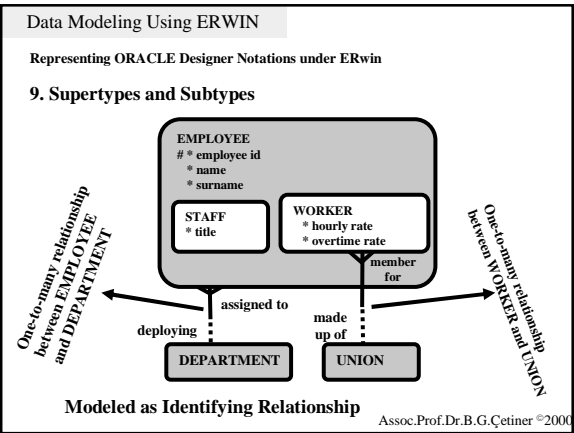 Data Modeling Using ERWIN
Representing ORACLE Designer Notations under ERwin
9. Supertypes and Subtypes
EMPLOYEE
# * employee id
* name
* surname
STAFF
* title
WORKER
* hourly rate
* overtime rate
member
for
One-to-many relationship
between EMPLOYEE
and DEPARTMENT
One-to-many relationship
between WORKER and UNION
assigned to
deploying
made
up of
DEPARTMENT
UNION
Modeled as Identifying Relationship
Assoc.Prof.Dr.B.G.Çetiner ©2000